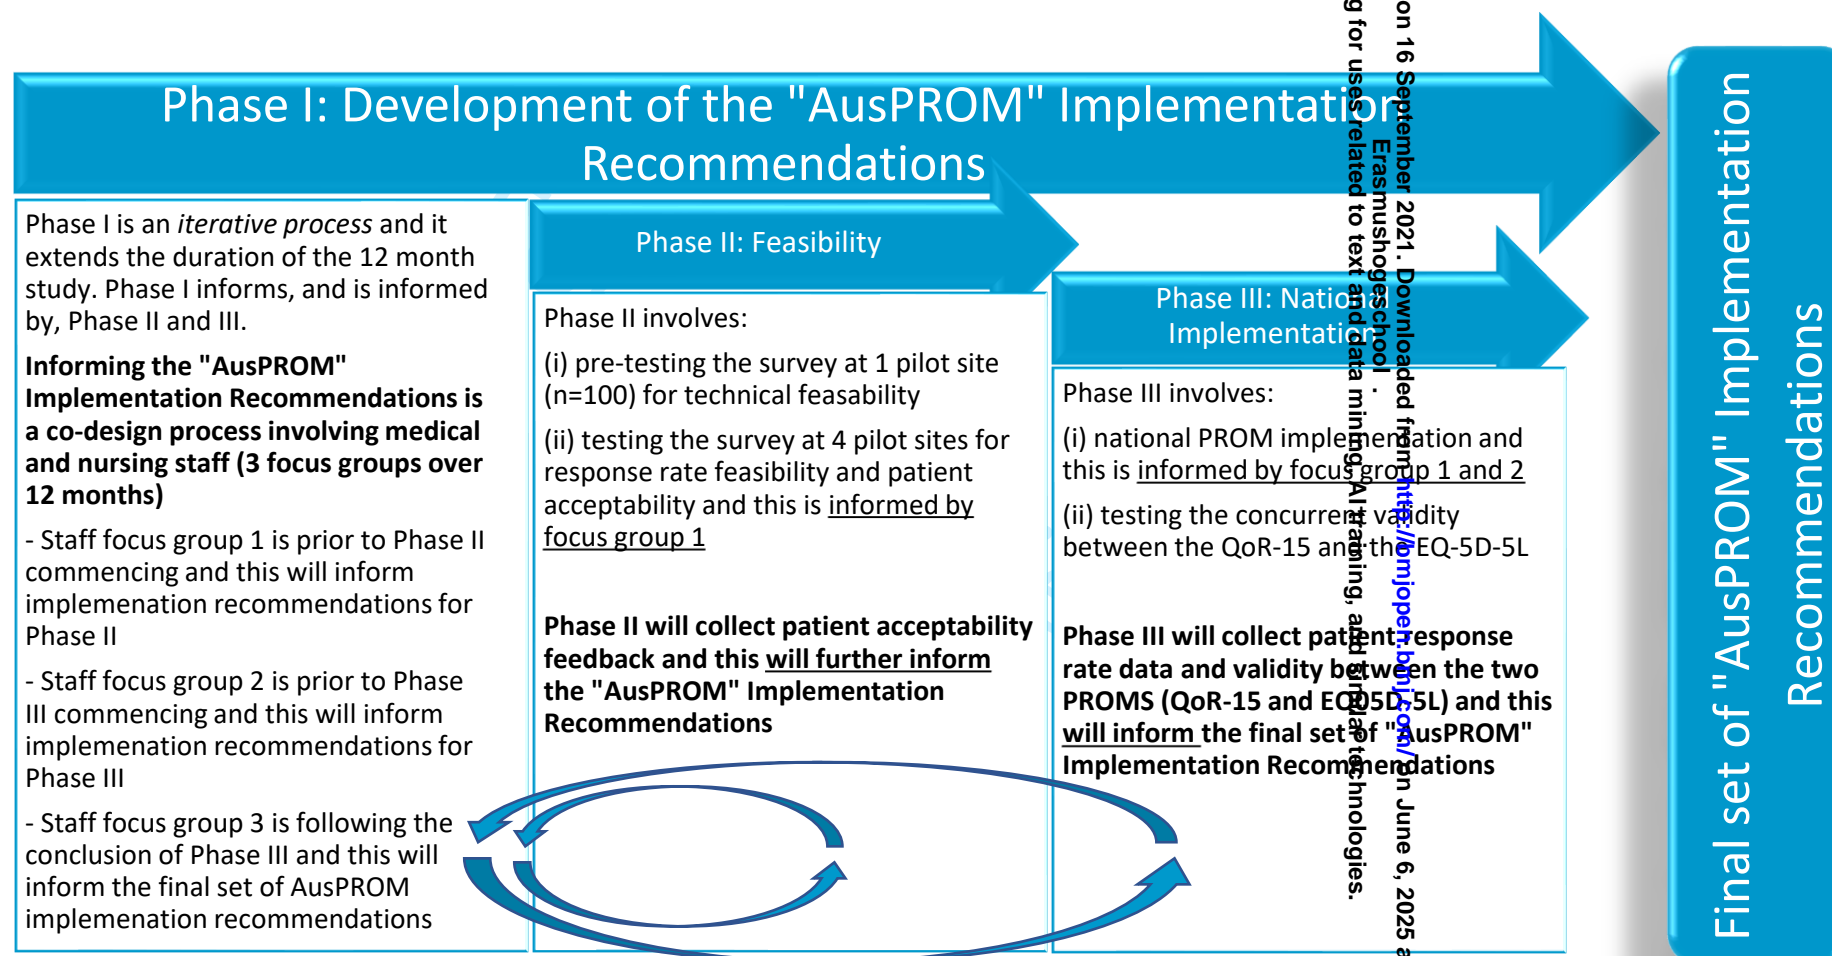 Phase I: Development of the "AusPROM" Implementation
Recommendations
Phase I is an iterative process and it
extends the duration of the 12 month
study. Phase I informs, and is informed
by, Phase II and III.
Informing the "AusPROM"
Implementation Recommendations is
a co-design process involving medical
and nursing staff (3 focus groups over
12 months)
- Staff focus group 1 is prior to Phase II
commencing and this will inform
implemenation recommendations for
Phase II
- Staff focus group 2 is prior to Phase
III commencing and this will inform
implemenation recommendations for
Phase III
- Staff focus group 3 is following the
conclusion of Phase III and this will
inform the final set of AusPROM
implemenation recommendations
Phase II: Feasibility
Phase II involves:
(i) pre-testing the survey at 1 pilot site
(n=100) for technical feasability
(ii) testing the survey at 4 pilot sites for
response rate feasibility and patient
acceptability and this is informed by
focus group 1
Phase II will collect patient acceptability
feedback and this will further inform
the "AusPROM" Implementation
Recommendations
Phase III: National
Implementation
Phase III involves:
(i) national PROM implemenation and
this is informed by focus group 1 and 2
(ii) testing the concurrent validity
between the QoR-15 and the EQ-5D-5L
Phase III will collect patient response
rate data and validity between the two
PROMS (QoR-15 and EQ05D-5L) and this
will inform the final set of "AusPROM"
Implementation Recommendations
Final set of "AusPROM" Implementation
Recommendations
on 16 September 2021. Downloaded from http://bmjopen.bmj.com/ on June 6, 2025
Erasmushogeschool .
for uses related to text and data mining, AI training, and similar technologies.